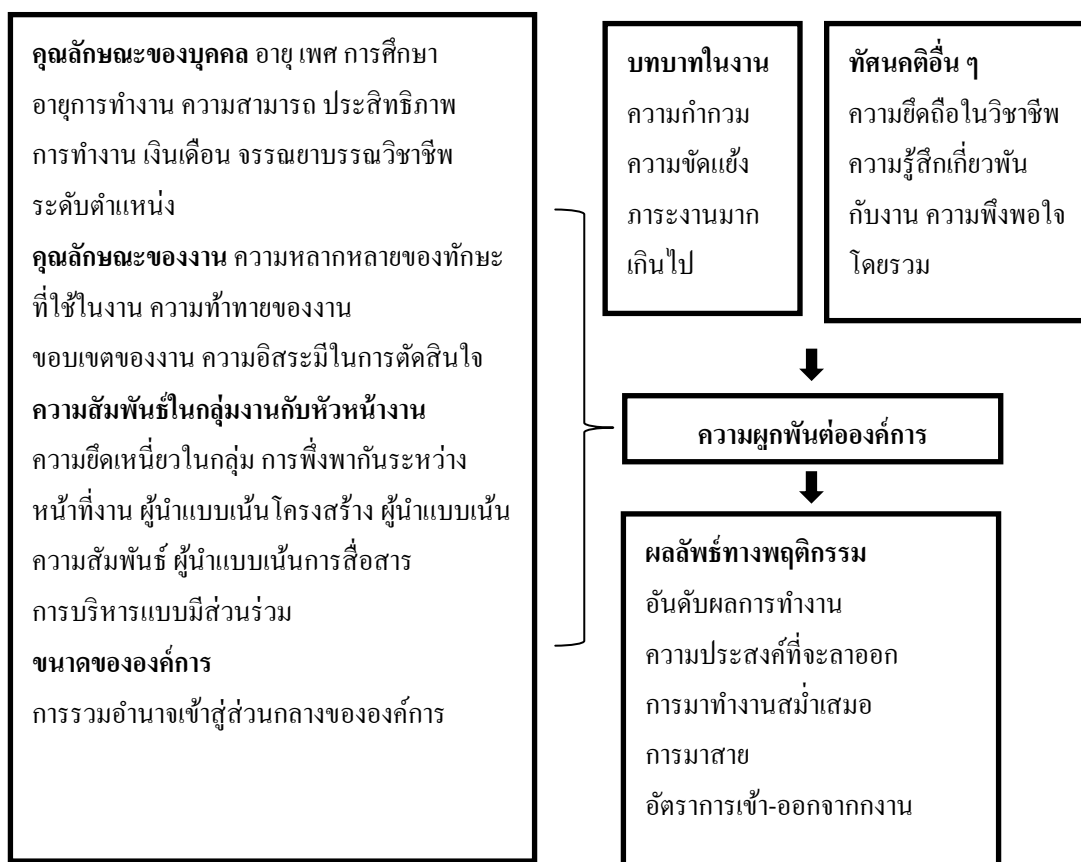 คุณลักษณะของบุคคล อายุ เพศ การศึกษา
อายุการทำงาน ความสามารถ ประสิทธิภาพ
การทำงาน เงินเดือน จรรณยาบรรณวิชาชีพ
ระดับตำแหน่ง
คุณลักษณะของงาน ความหลากหลายของทักษะ
ที่ใช้ในงาน ความท้าทายของงาน
ขอบเขตของงาน ความอิสระมีในการตัดสินใจ
ความสัมพันธ์ในกลุ่มงานกับหัวหน้างาน
ความยึดเหนี่ยวในกลุ่ม การพึ่งพากันระหว่าง
หน้าที่งาน ผู้นำแบบเน้นโครงสร้าง ผู้นำแบบเน้น
ความสัมพันธ์ ผู้นำแบบเน้นการสื่อสาร
การบริหารแบบมีส่วนร่วม
ขนาดขององค์การ
การรวมอำนาจเข้าสู่ส่วนกลางขององค์การ
บทบาทในงาน
ความกำกวม
ความขัดแย้ง
ภาระงานมาก
เกินไป
ทัศนคติอื่น ๆ
ความยึดถือในวิชาชีพ
ความรู้สึกเกี่ยวพัน
กับงาน ความพึงพอใจ
โดยรวม
ความผูกพันต่อองค์การ
ผลลัพธ์ทางพฤติกรรม
อันดับผลการทำงาน
ความประสงค์ที่จะลาออก
การมาทำงานสม่ำเสมอ
การมาสาย
อัตราการเข้า-ออกจากกงาน